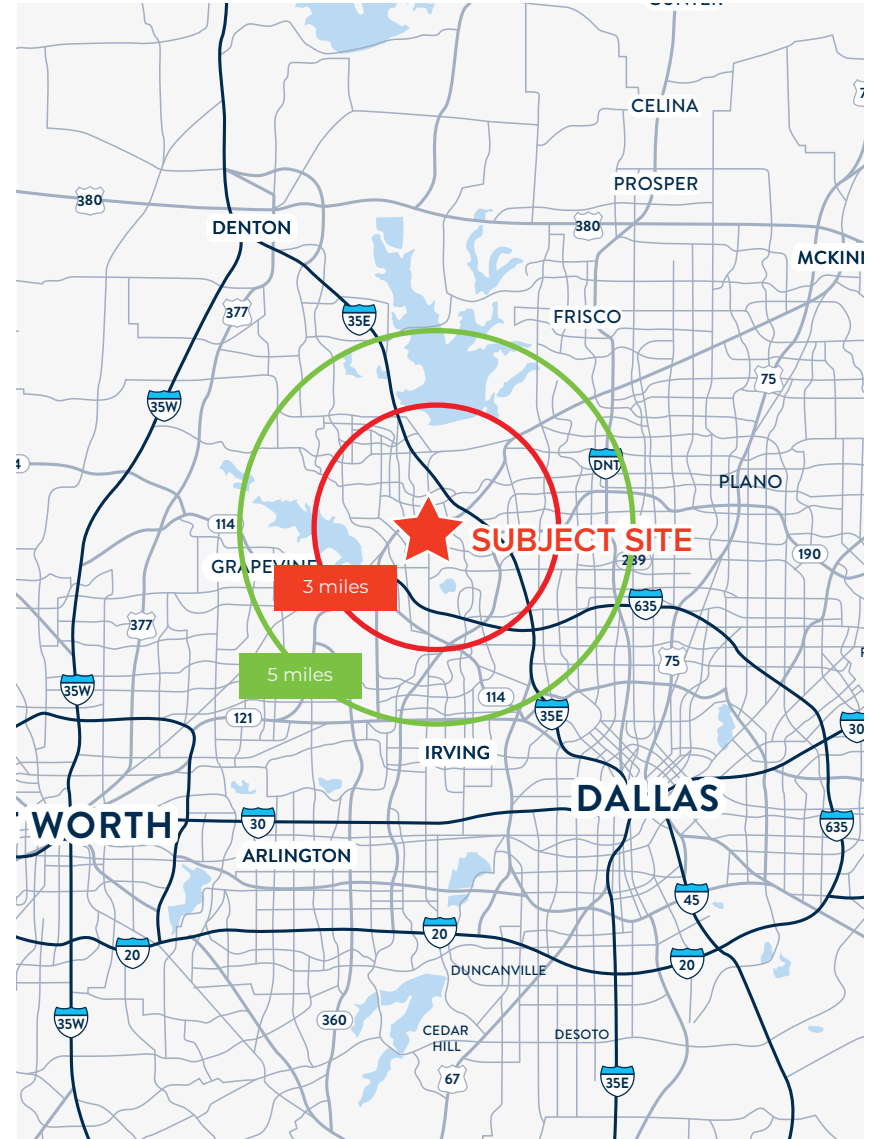 CELINA
PROSPER
380
DENTON
380
377
35E
FRISCO
75
35W
DNT
PLANO
114
SUBJECT SITE
190
GRAPEVINE
289
3 miles
635
377
75
5 miles
35W
114
35E
121
30
IRVING
DALLAS
WORTH
30
635
ARLINGTON
45
20
20
20
DUNCANVILLE
35W
360
CEDAR
HILL
DESOTO
67
35E